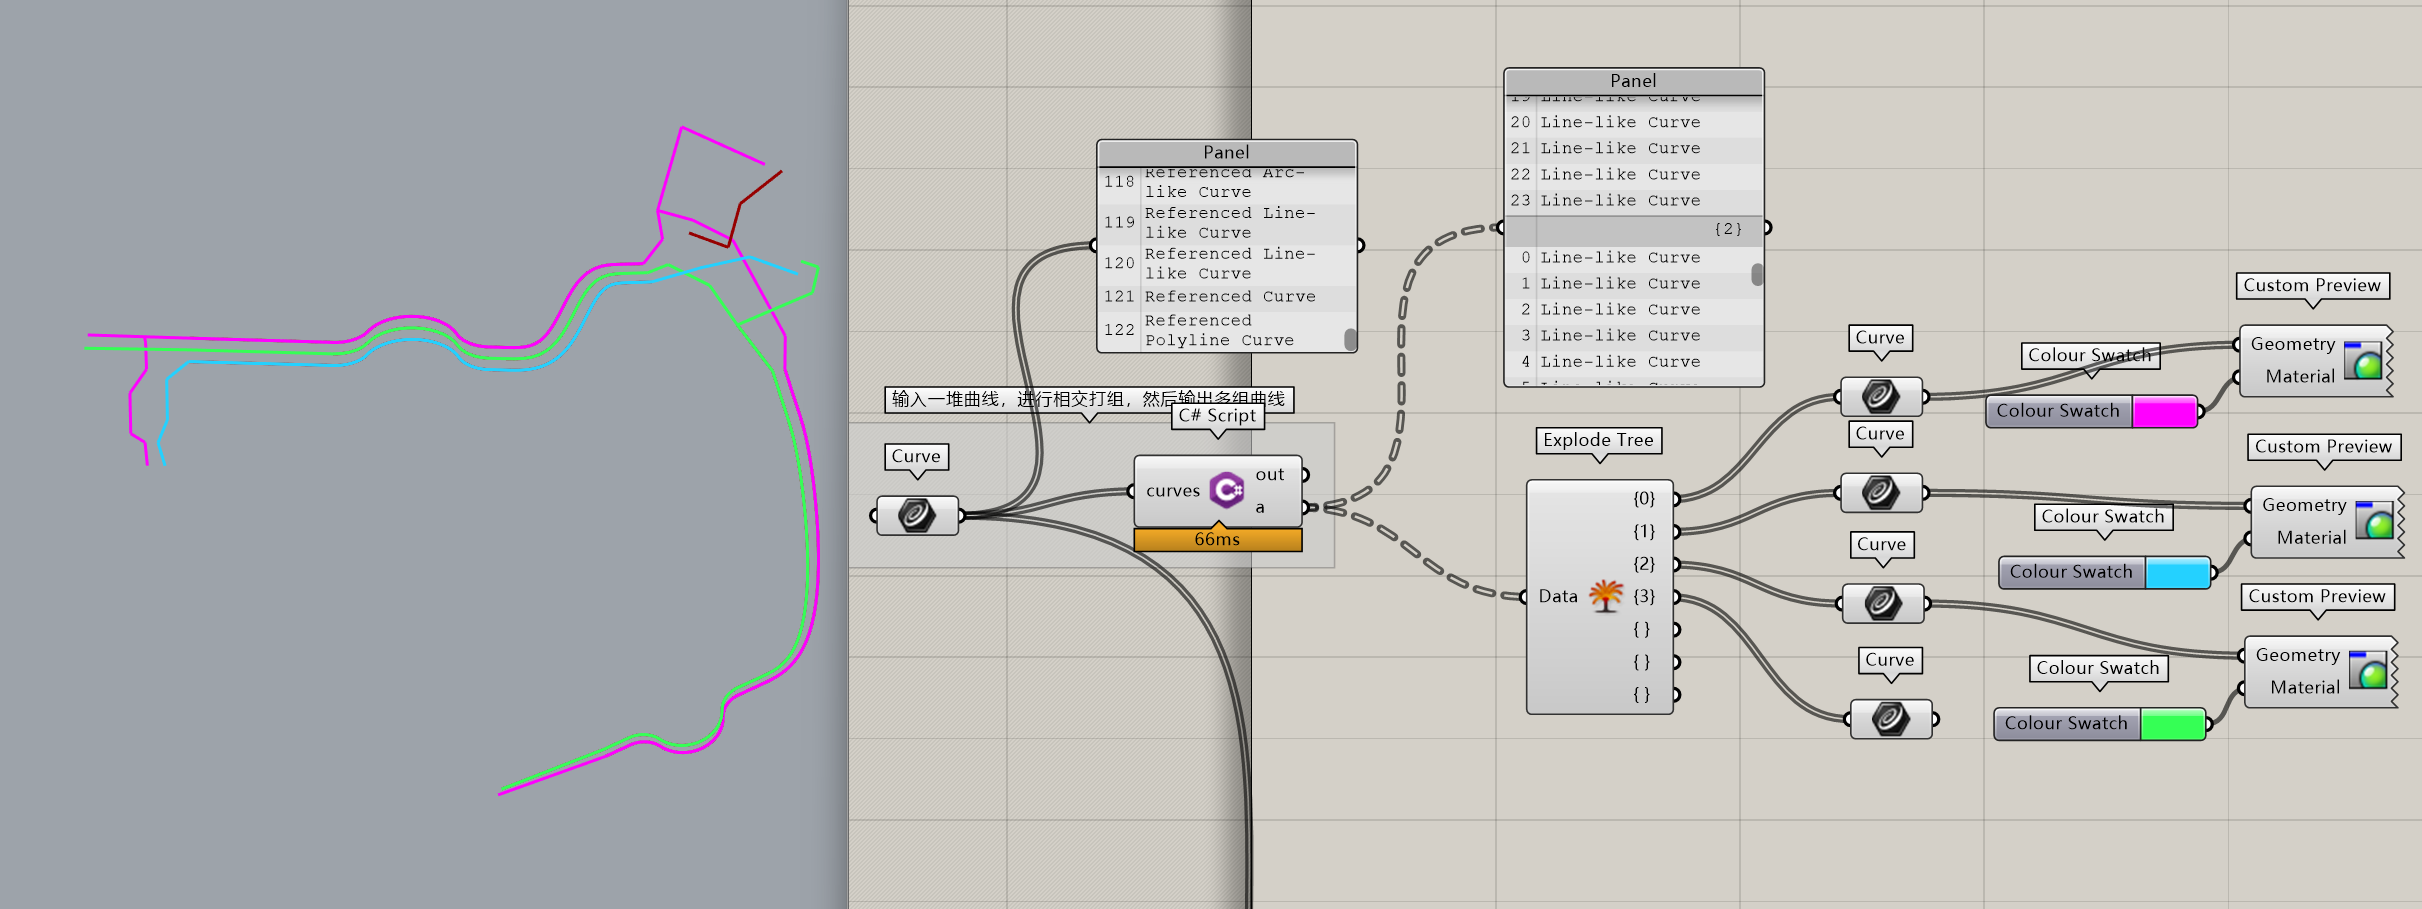 Panel
118 Referenced Arc-
like Curve
119 Referenced Line-
like Curve
120 Referenced Line-
like Curve
121 Referenced Curve
122 Referenced
Polyline Curve
Panel
19 Line-like Curve
20 Line-like Curve
21 Line-like Curve
22 Line-like Curve
23 Line-like Curve
{2}
0 Line-like Curve
1 Line-like Curve
2 Line-like Curve
3 Line-like Curve
4 Line-like Curve
输入一堆曲线，进行相交打组，然后输出多组曲线
C# Script
Curve
curves
C#
out
a
66ms
Explode Tree
Data
{0}
{1}
{2}
{3}
{ }
{ }
{ }
Curve
Curve
Curve
Curve
Colour Swatch
Colour Swatch
Custom Preview
Geometry
Material
Colour Swatch
Colour Swatch
Custom Preview
Geometry
Material
Colour Swatch
Colour Swatch
Custom Preview
Geometry
Material